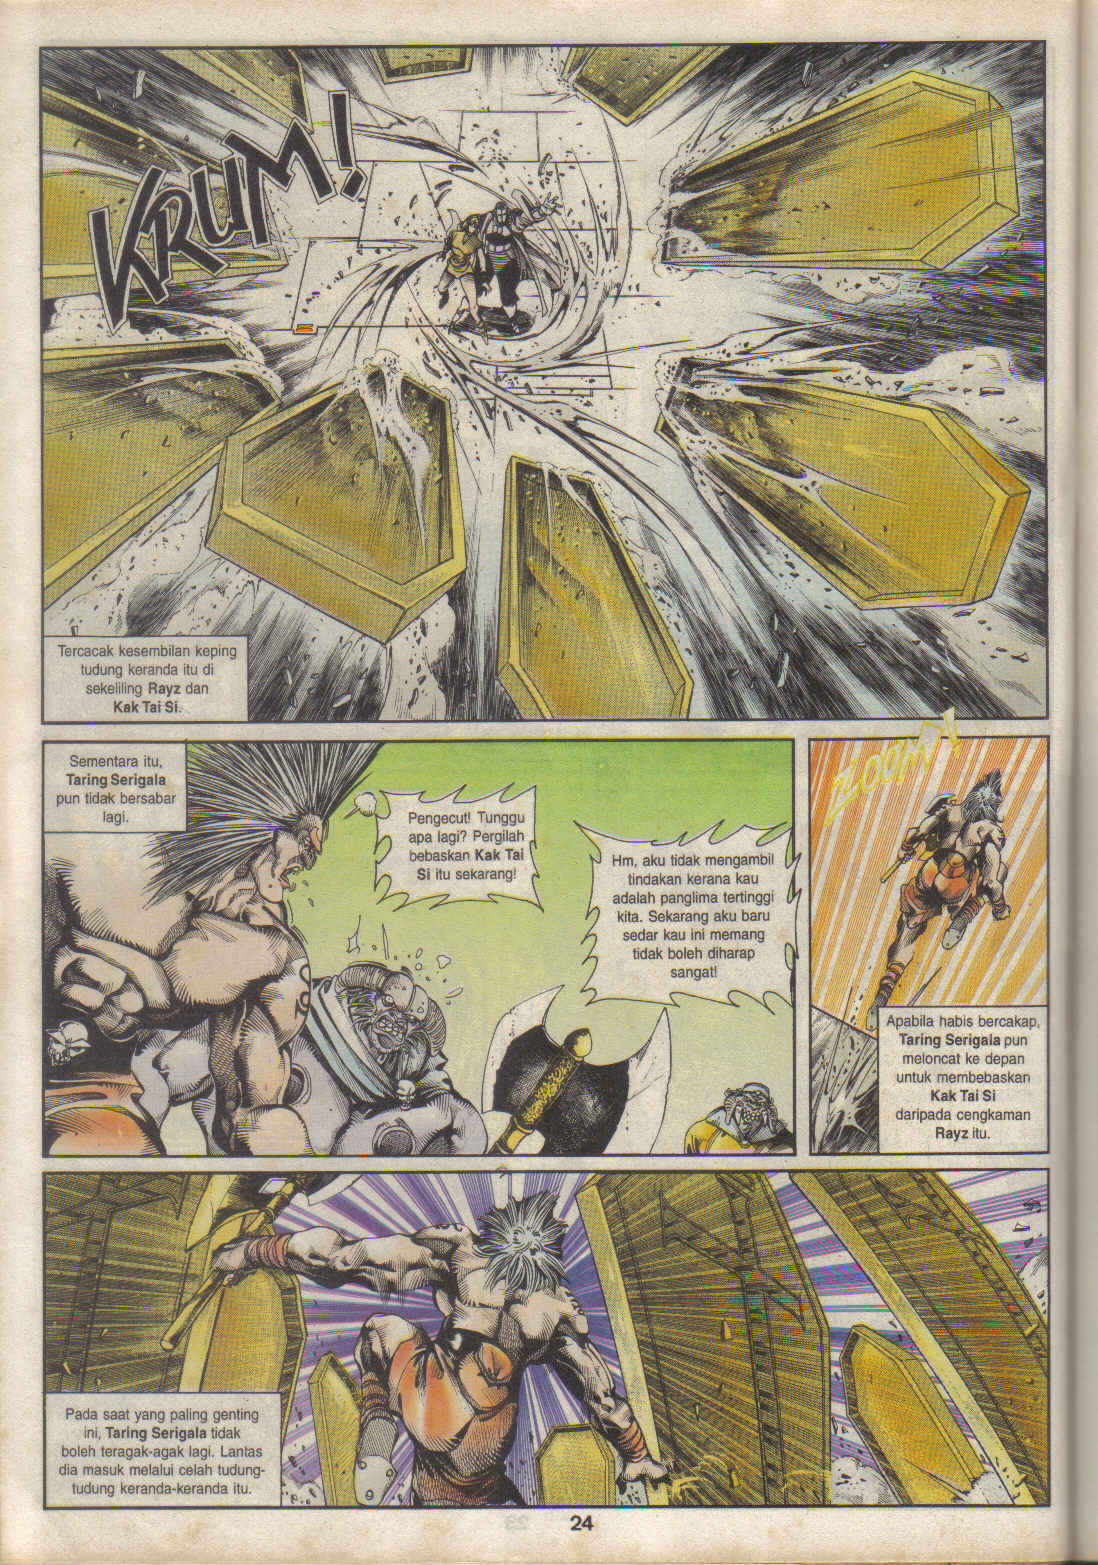 KRUM!
Tercacak kesembilan keping
tudung keranda itu di
sekeliling Rayz dan
Kak Tai Si.
Sementara itu,
Taring Serigala
pun tidak bersabar
lagi.
Pengecut! Tunggu
apa lagi? Pergilah
bebaskan Kak Tai
Si itu sekarang!
Hm, aku tidak mengambil
tindakan kerana kau
adalah panglima tertinggi
kita. Sekarang aku baru
sedar kau ini memang
tidak boleh diharap
sangat!
ZOOM!
Apabila habis bercakap,
Taring Serigala pun
meloncat ke depan
untuk membebaskan
Kak Tai Si
daripada cengkaman
Rayz itu.
Pada saat yang paling genting
ini, Taring Serigala tidak
boleh teragak-agak lagi. Lantas
dia masuk melalui celah tudung-
tudung keranda-keranda itu.
24